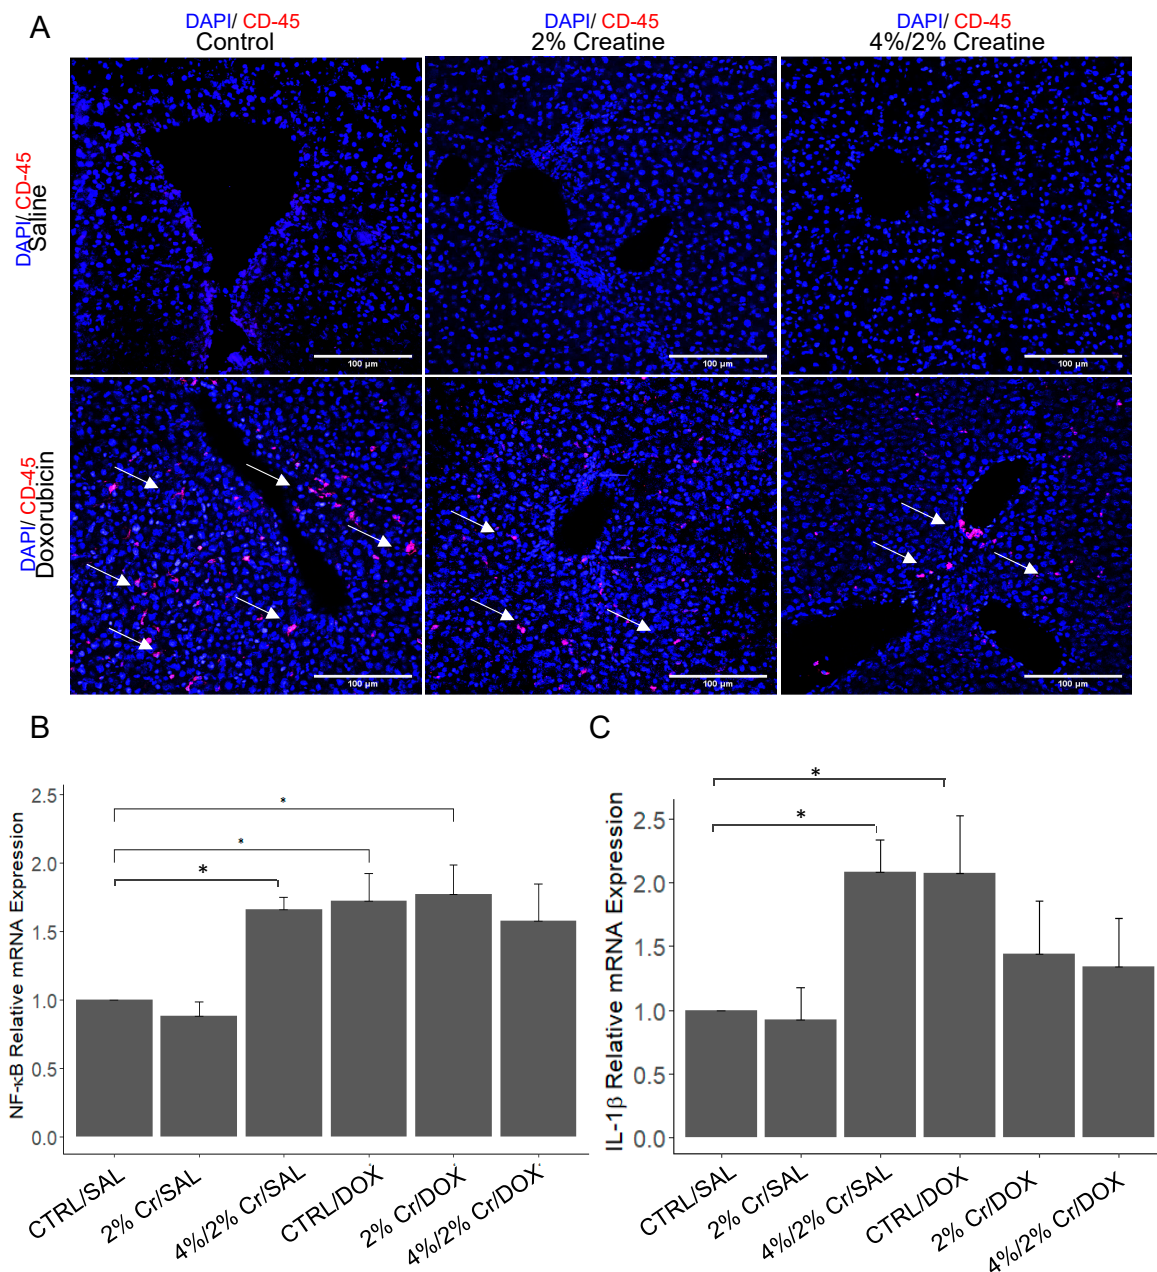 A
DAPI/ CD-45
Control
DAPI/ CD-45
2% Creatine
DAPI/ CD-45
4%/2% Creatine
DAPI/ CD-45
Saline
100 µm
100 µm
100 µm
DAPI/ CD-45
Doxorubicin
100 µm
100 µm
100 µm
B
NF-κB Relative mRNA Expression
2.5
2.0
1.5
1.0
0.5
0.0
*
*
*
CTRL/SAL
2% Cr/SAL
4%/2% Cr/SAL
CTRL/DOX
2% Cr/DOX
4%/2% Cr/DOX
C
IL-1β Relative mRNA Expression
2.5
2.0
1.5
1.0
0.5
0.0
*
*
CTRL/SAL
2% Cr/SAL
4%/2% Cr/SAL
CTRL/DOX
2% Cr/DOX
4%/2% Cr/DOX